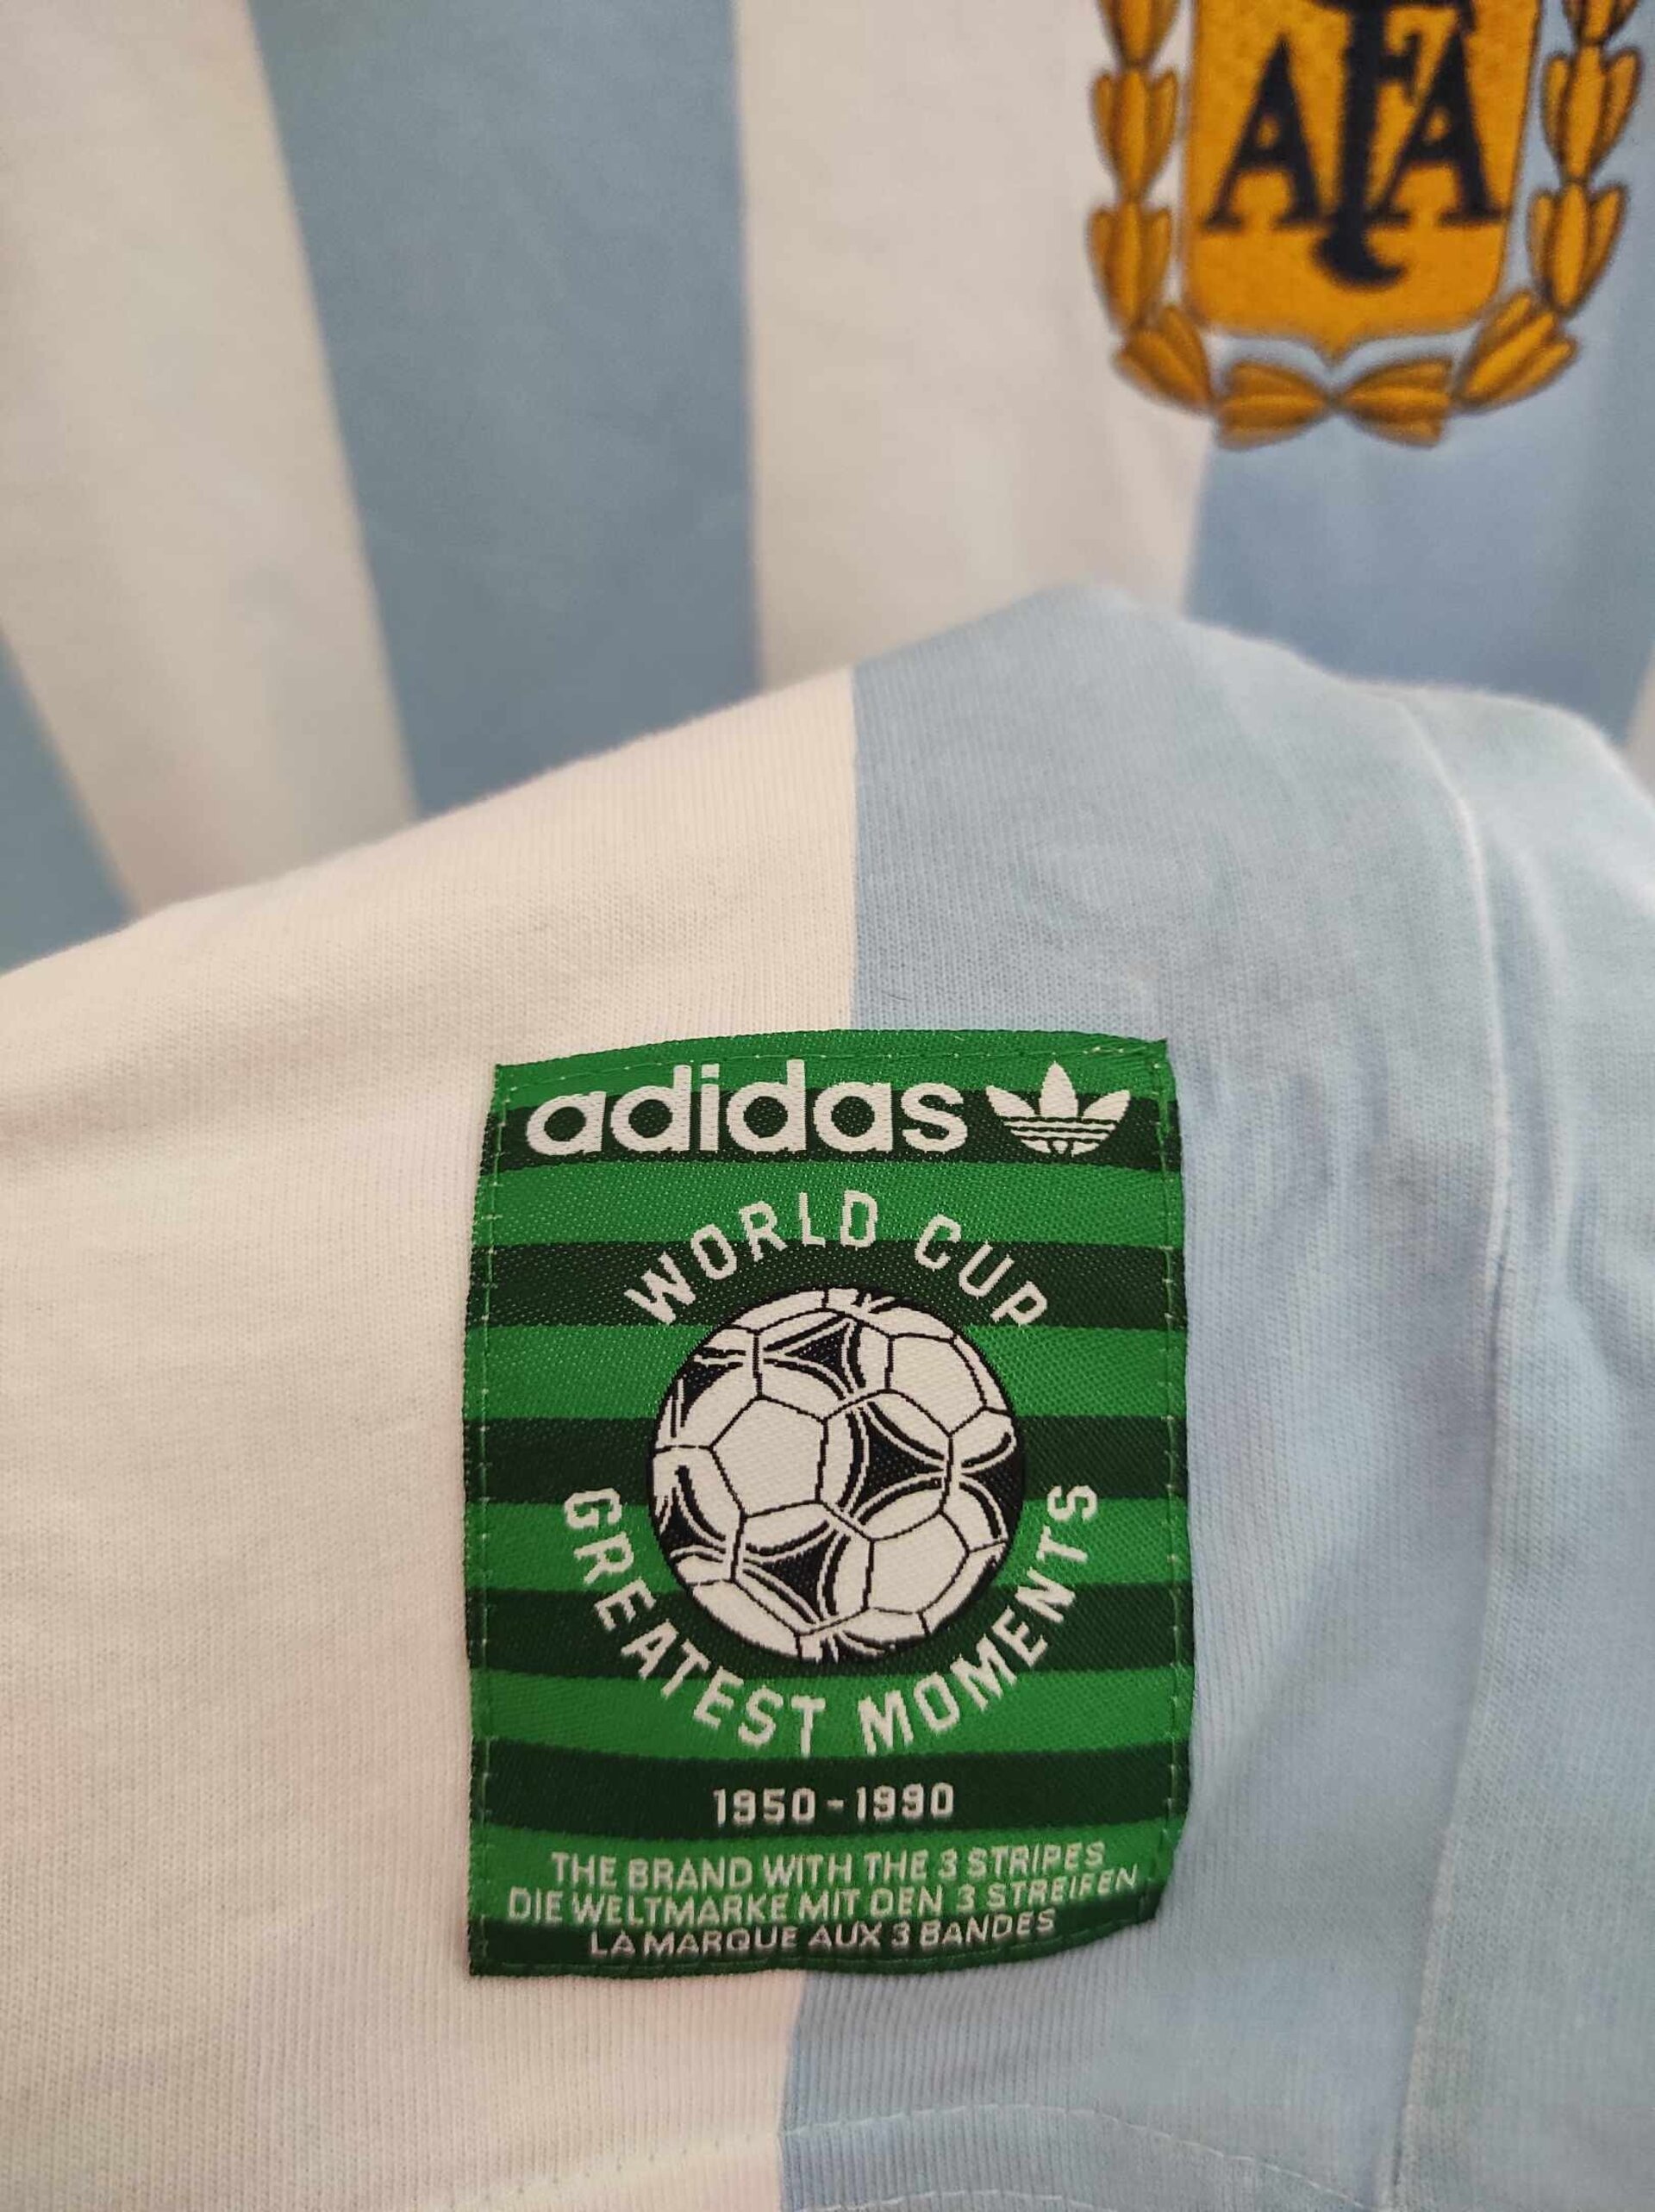 AFA
adidas
WORLD CUP
GREATEST MOMENTS
1950-1990
THE BRAND WITH THE 3 STRIPES
DIE WELTMARKE MIT DEN 3 STREIFEN
LA MARQUE AUX 3 BANDES